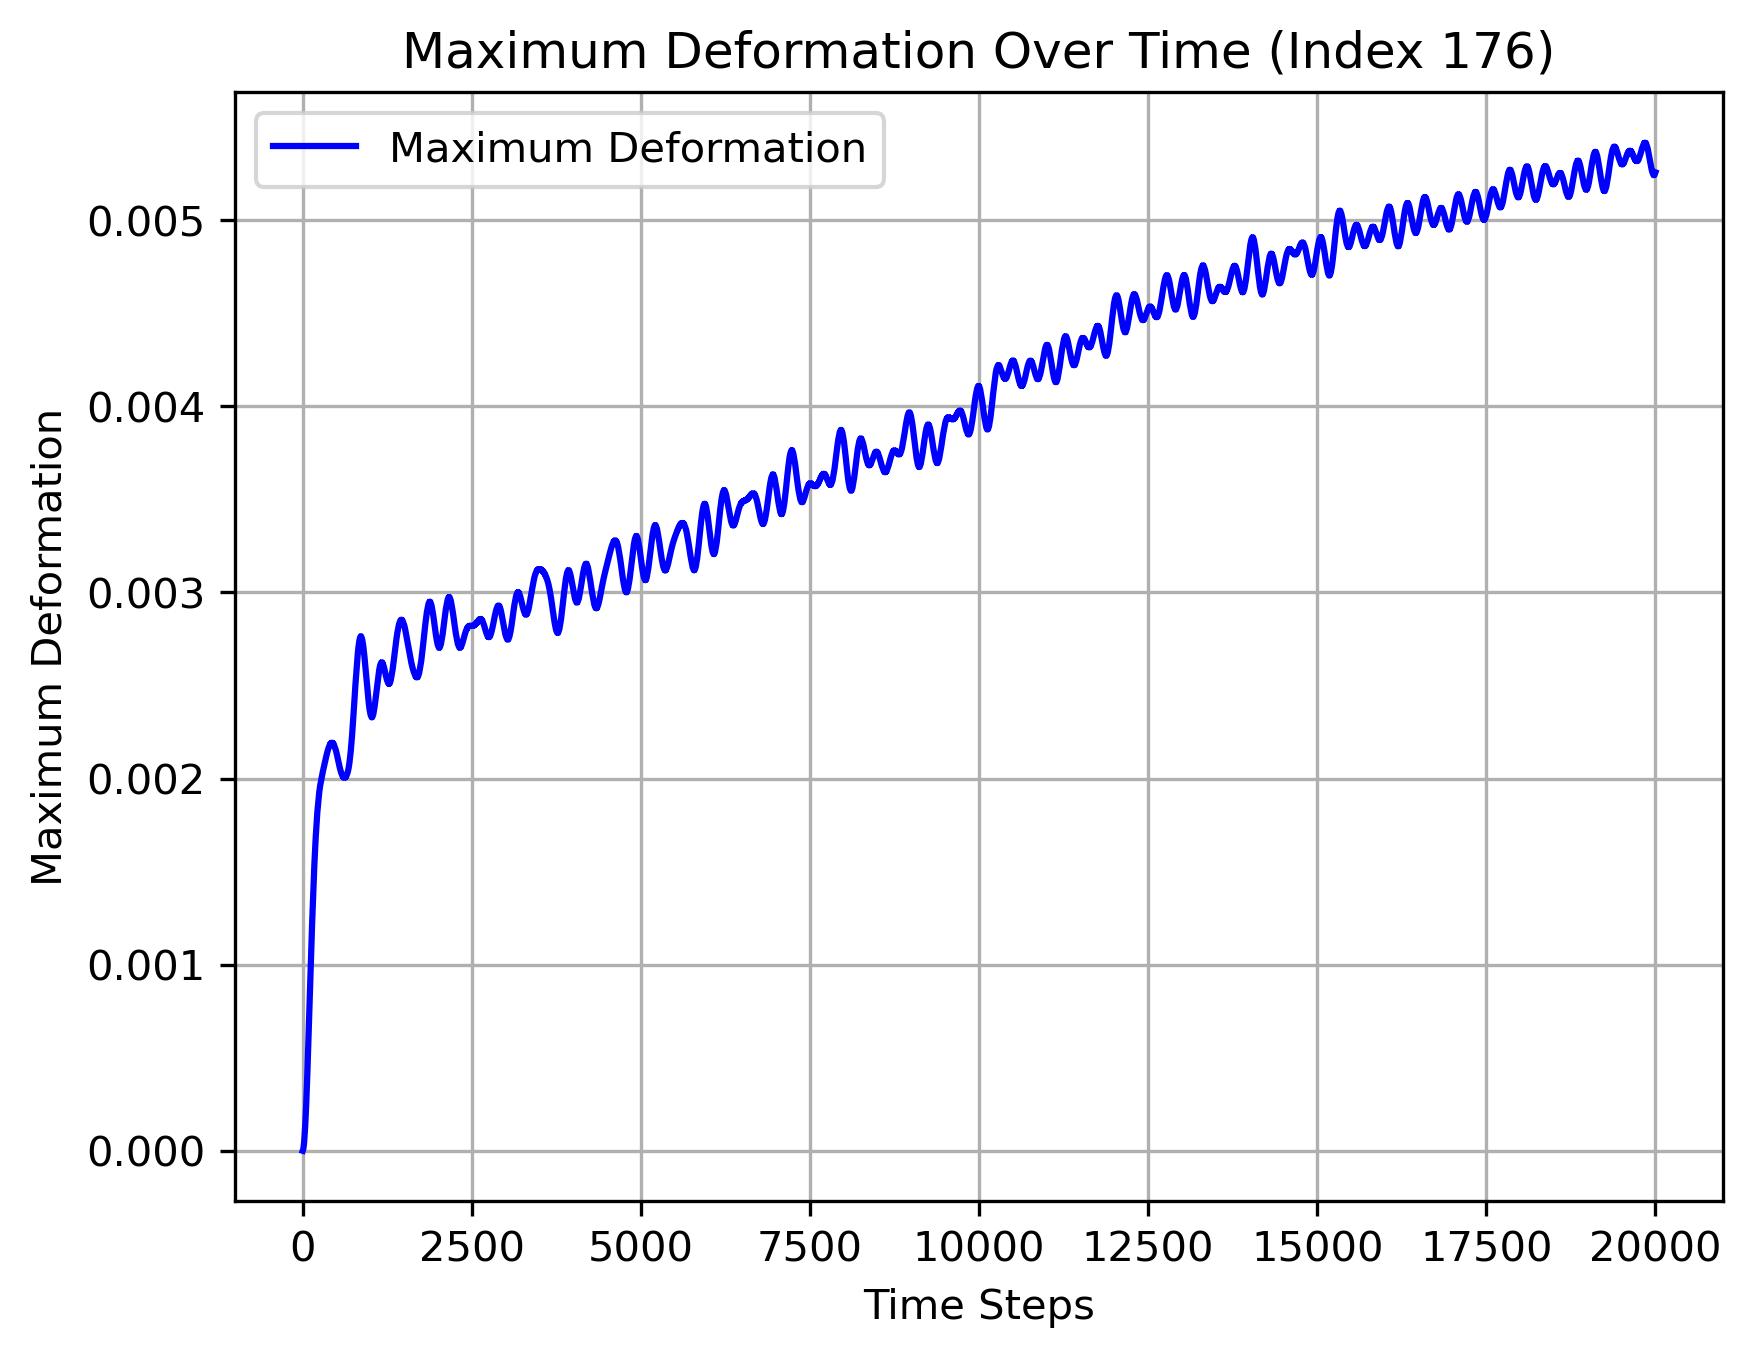 Maximum Deformation Over Time (Index 176)
Maximum Deformation
Maximum Deformation
0.005
0.004
0.003
0.002
0.001
0.000
0 2500 5000 7500 10000 12500 15000 17500 20000
Time Steps